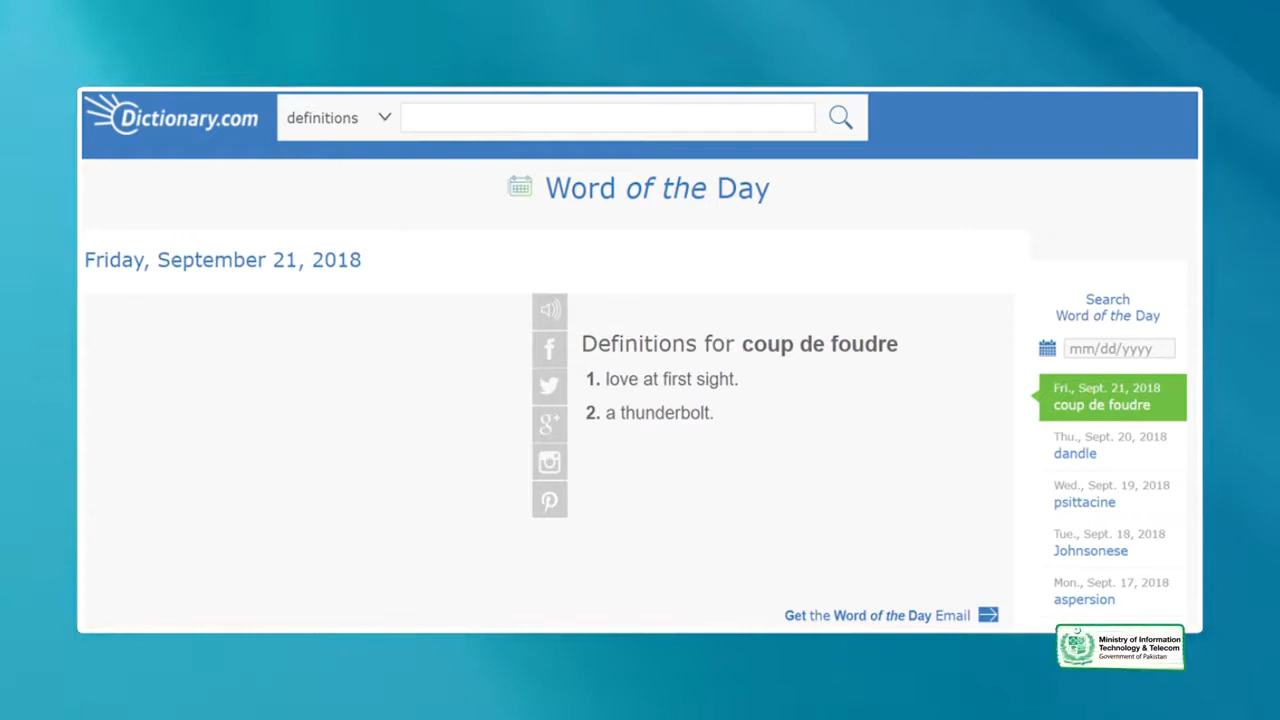 Dictionary.com
definitions
Word of the Day
Friday, September 21, 2018
Definitions for coup de foudre
1. love at first sight.
2. a thunderbolt.
Get the Word of the Day Email
Search
Word of the Day
mm/dd/yyyy
Fri., Sept. 21, 2018
coup de foudre
Thu., Sept. 20, 2018
dandle
Wed., Sept. 19, 2018
psittacine
Tue., Sept. 18, 2018
Johnsonese
Mon., Sept. 17, 2018
aspersion
Ministry of Information
Technology & Telecom
Government of Pakistan